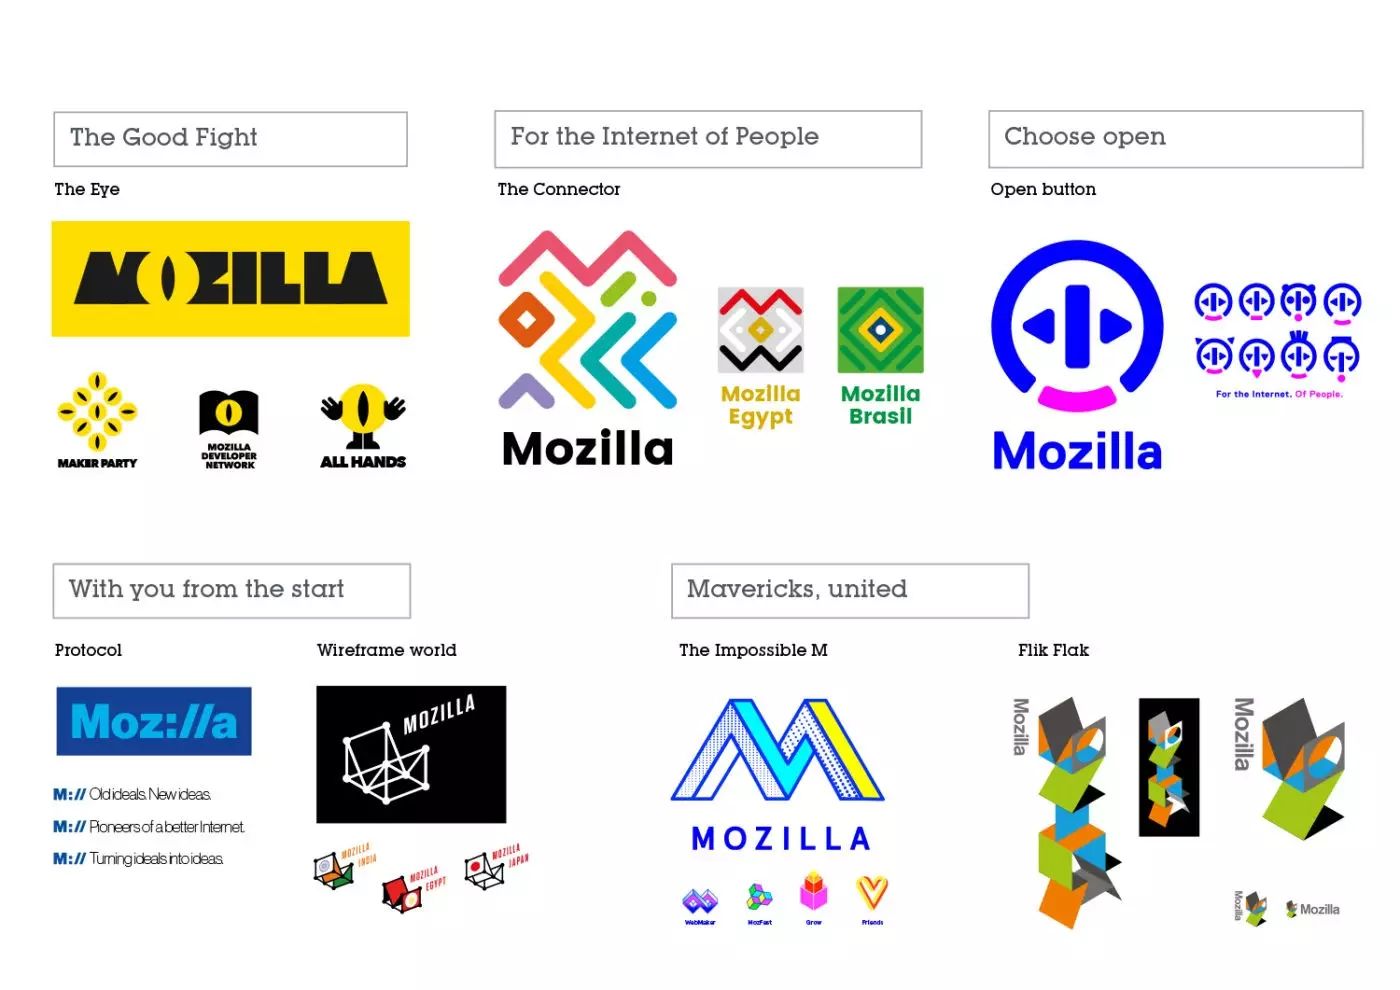 The Good Fight
The Eye
MOZILLA
MAKER PARTY
MOZILLA
DEVELOPER
NETWORK
ALL HANDS
For the Internet of People
The Connector
Mozilla
Mozilla
Egypt
Mozilla
Brasil
Choose open
Open button
Mozilla
For the Internet. Of People.
With you from the start
Protocol
Moz://a
M:// Old ideals. New ideas.
M:// Pioneers of a better Internet.
M:// Turning ideals into ideas.
Wireframe world
MOZILLA
MOZILLA
INDIA
MOZILLA
EGYPT
MOZILLA
JAPAN
Mavericks, united
The Impossible M
MOZILLA
WebMaker
MozFest
Grow
Friends
Flik Flak
Mozilla
Mozilla
Mozilla
Mozilla